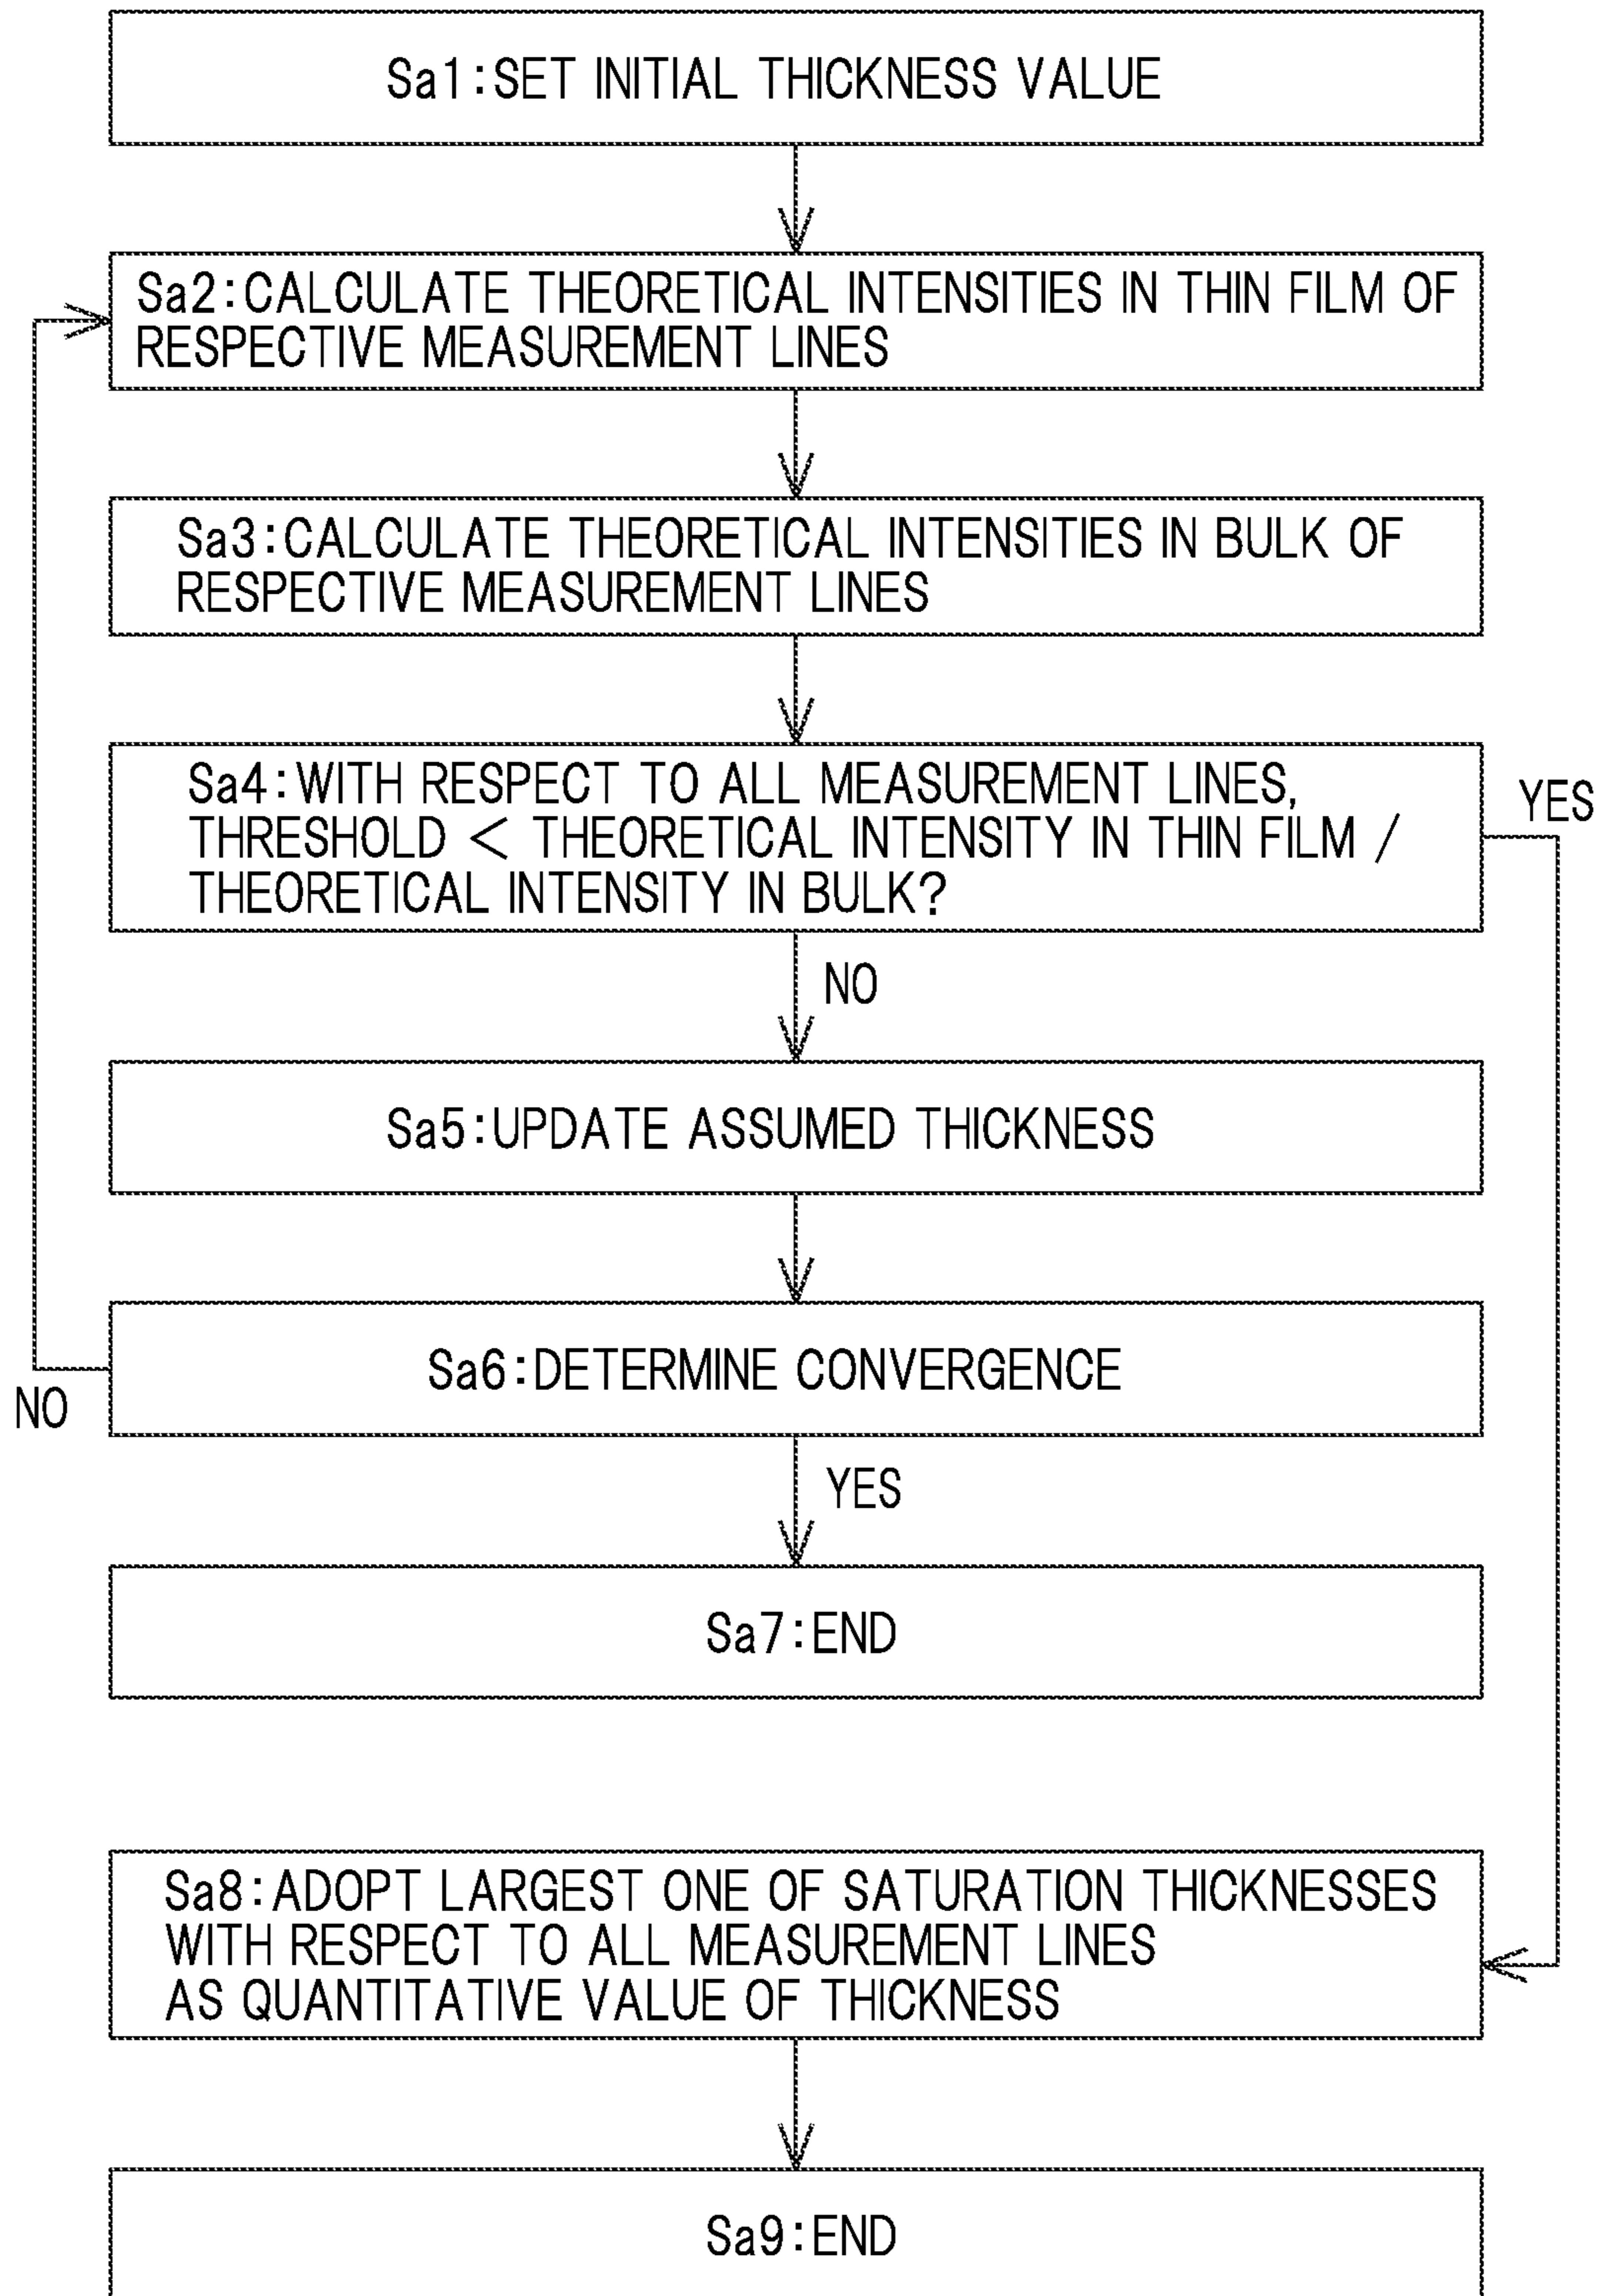 Sa1:SET INITIAL THICKNESS VALUE
Sa2:CALCULATE THEORETICAL INTENSITIES IN THIN FILM OF
RESPECTIVE MEASUREMENT LINES
Sa3:CALCULATE THEORETICAL INTENSITIES IN BULK OF
RESPECTIVE MEASUREMENT LINES
Sa4:WITH RESPECT TO ALL MEASUREMENT LINES,
THRESHOLD < THEORETICAL INTENSITY IN THIN FILM /
THEORETICAL INTENSITY IN BULK?
YES
NO
Sa5:UPDATE ASSUMED THICKNESS
Sa6:DETERMINE CONVERGENCE
NO
YES
Sa7:END
Sa8:ADOPT LARGEST ONE OF SATURATION THICKNESSES
WITH RESPECT TO ALL MEASUREMENT LINES
AS QUANTITATIVE VALUE OF THICKNESS
Sa9:END